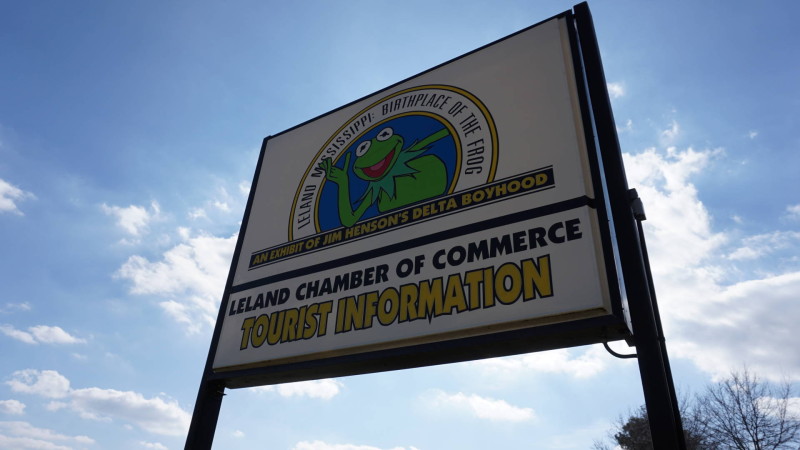 LELAND MISSISSIPPI: BIRTHPLACE OF THE FROG
AN EXHIBIT OF JIM HENSON'S DELTA BOYHOOD
LELAND CHAMBER OF COMMERCE
TOURIST INFORMATION